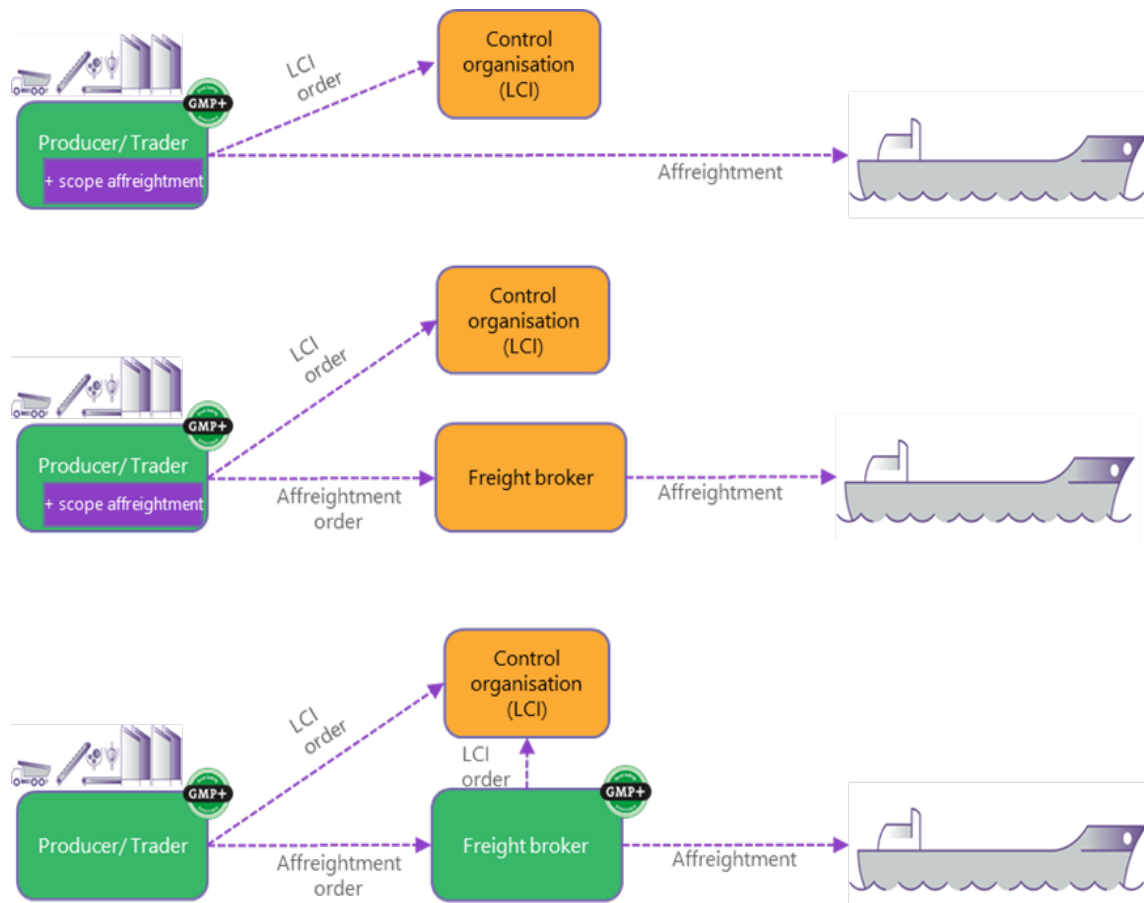 Control
organisation
(LCI)
LCI
order
GMP+
Producer/ Trader
+ scope affreightment
Affreightment
Control
organisation
(LCI)
LCI
order
GMP+
Producer/ Trader
+ scope affreightment
Affreightment
order
Freight broker
Affreightment
Control
organisation
(LCI)
LCI
order
LCI
order
GMP+
Producer/ Trader
Affreightment
order
GMP+
Freight broker
Affreightment